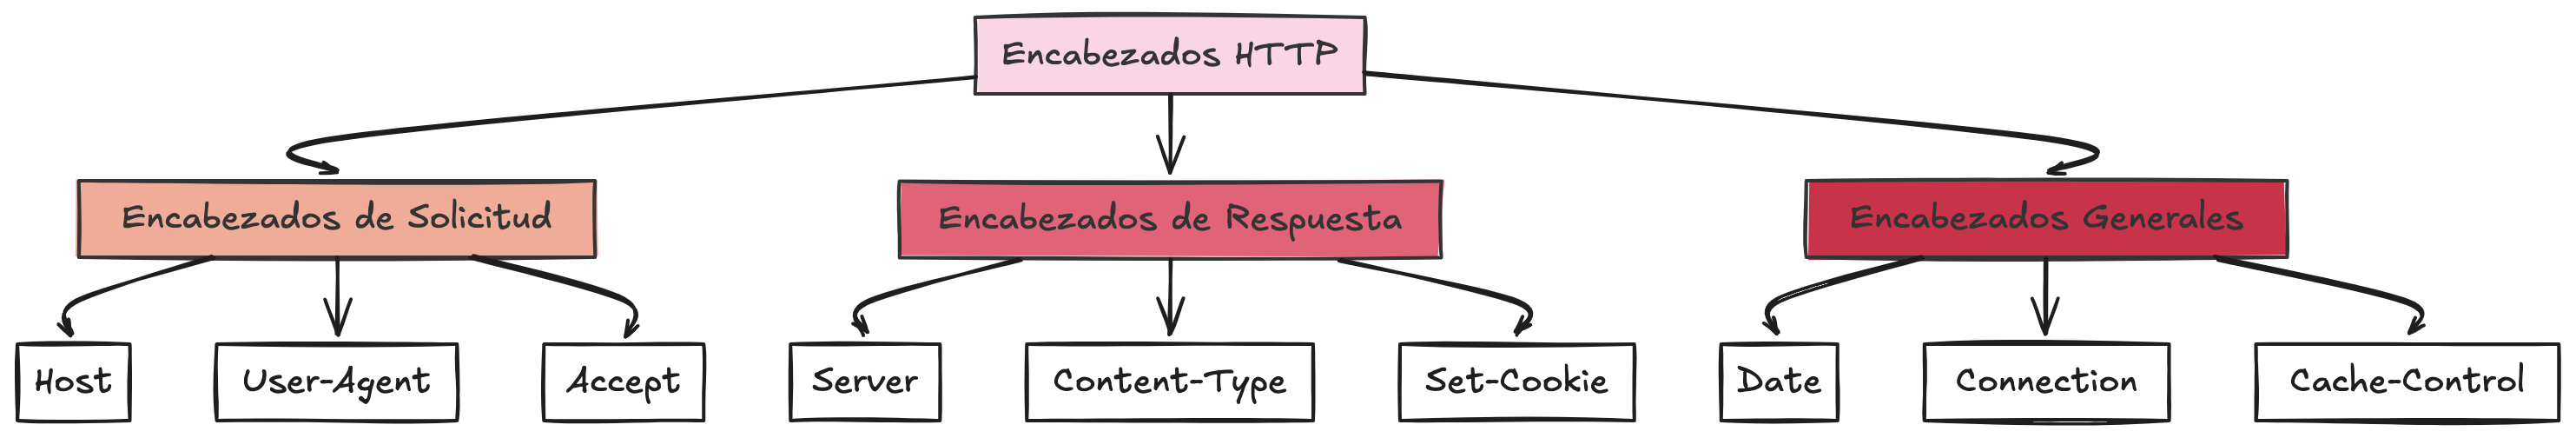 Encabezados HTTP
Encabezados de Solicitud
Encabezados de Respuesta
Encabezados Generales
Host
User-Agent
Accept
Server
Content-Type
Set-Cookie
Date
Connection
Cache-Control